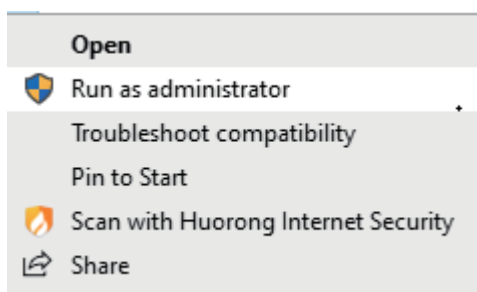 Open
Run as administrator
Troubleshoot compatibility
Pin to Start
Scan with Huorong Internet Security
Share